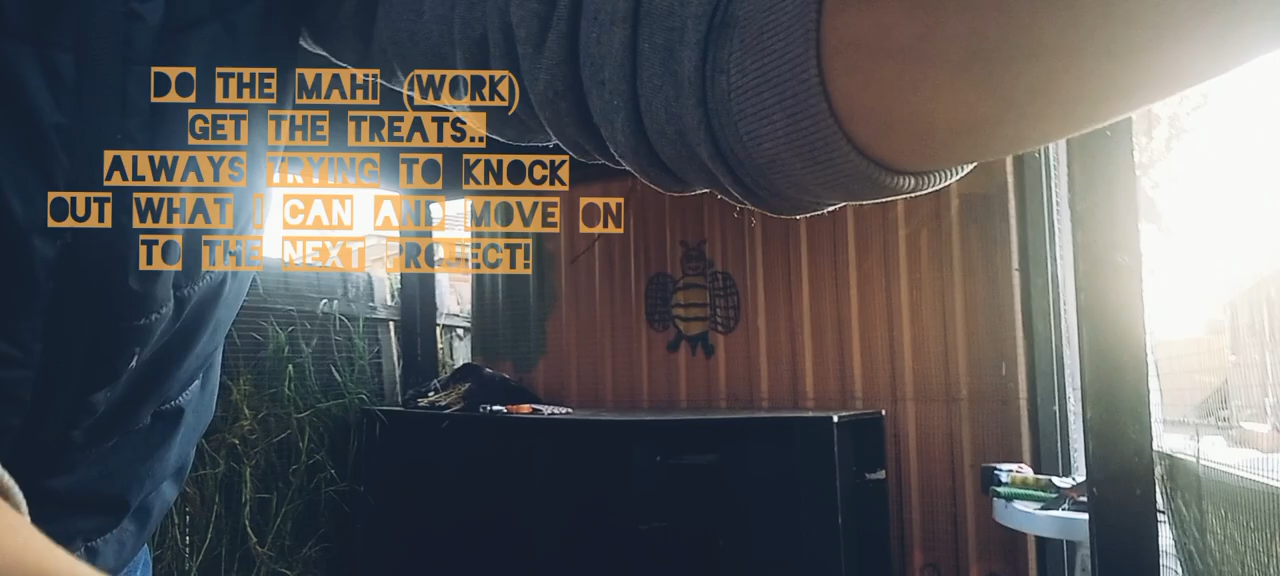 DO THE MAHI (WORK)
GET THE TREATS..
ALWAYS TRYING TO KNOCK
OUT WHAT I CAN AND MOVE ON
TO THE NEXT PROJECT!